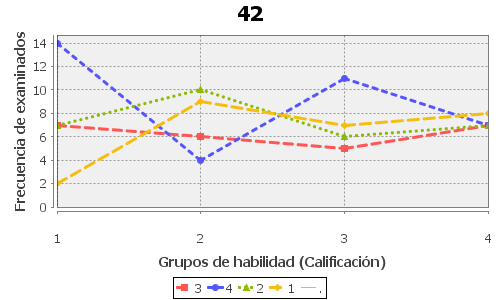 42
Frecuencia de examinados
14
12
10
8
6
4
2
0
1 2 3 4
Grupos de habilidad (Calificación)
3 4 2 1 .